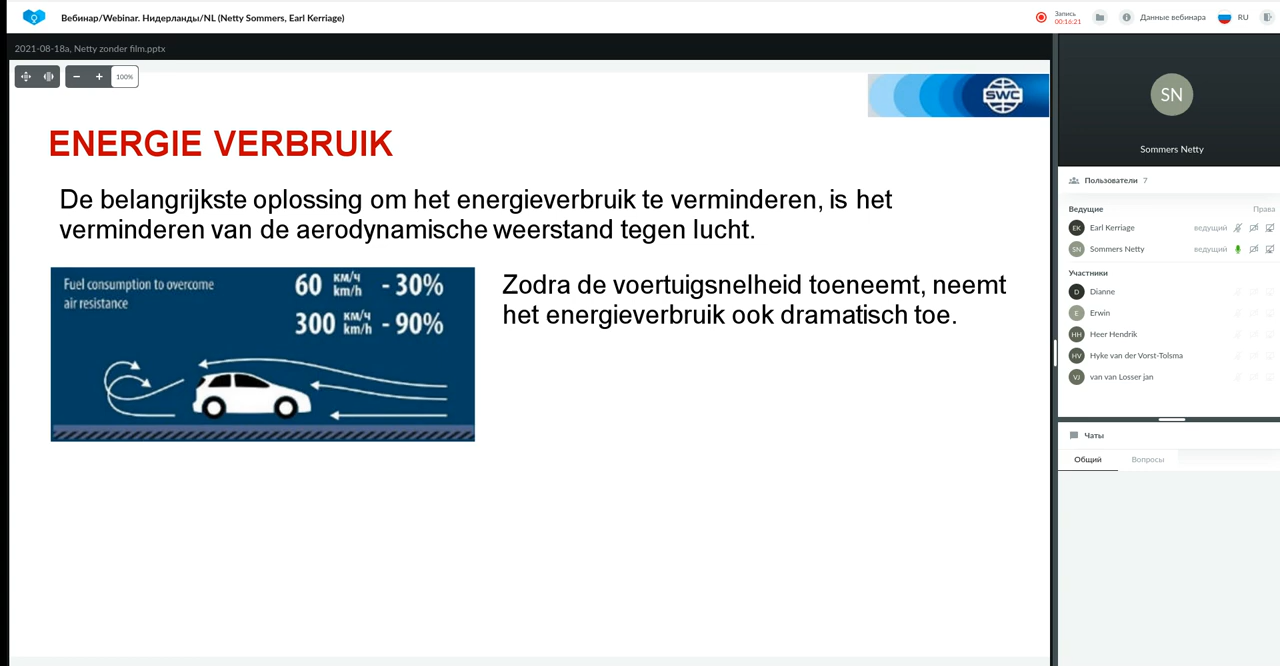 Вебинар/Webinar. Нидерланды/NL (Netty Sommers, Earl Kerriage)
Запись
00:16:21
Данные вебинара
RU
2021-08-18a, Netty zonder film.pptx
100%
SWC
ENERGIE VERBRUIK
De belangrijkste oplossing om het energieverbruik te verminderen, is het
verminderen van de aerodynamische weerstand tegen lucht.
Fuel consumption to overcome
air resistance
60 км/ч km/h - 30%
300 км/ч km/h - 90%
Zodra de voertuigsnelheid toeneemt, neemt
het energieverbruik ook dramatisch toe.
SN
Sommers Netty
Пользователи 7
Ведущие Права
EK Earl Kerriage ведущий
SN Sommers Netty ведущий
Участники
D Dianne
E Erwin
HH Heer Hendrik
HV Hyke van der Vorst-Tolsma
VJ van van Losser jan
Чаты
Общий Вопросы